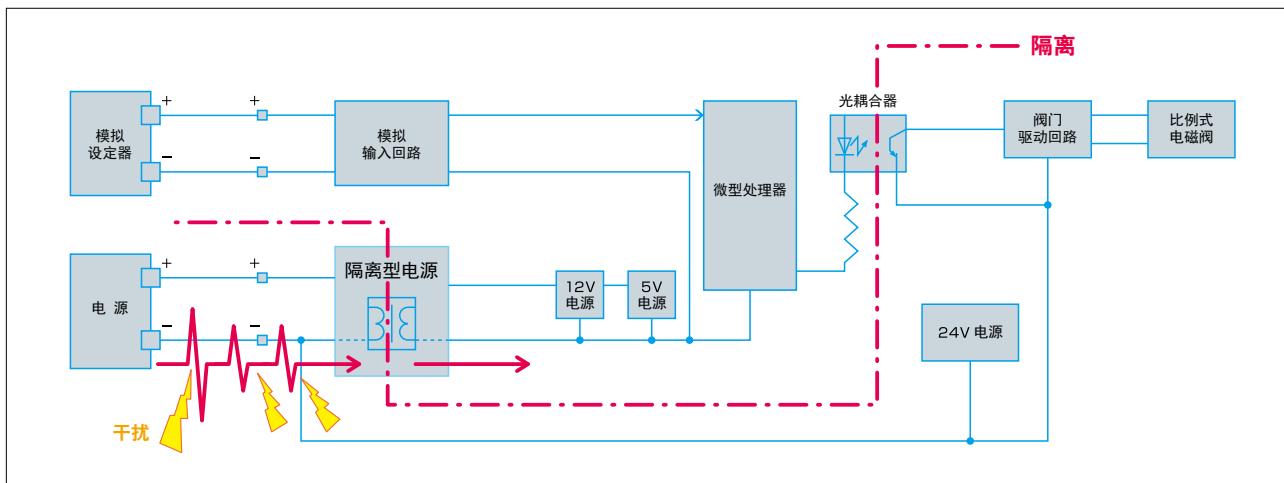 隔离
光耦合器
+
+
模拟
设定器
模拟
输入回路
阀门
驱动回路
比例式
电磁阀
−
−
微型处理器
+
+
隔离型电源
12V
电源
5V
电源
电 源
−
−
24V 电源
干扰